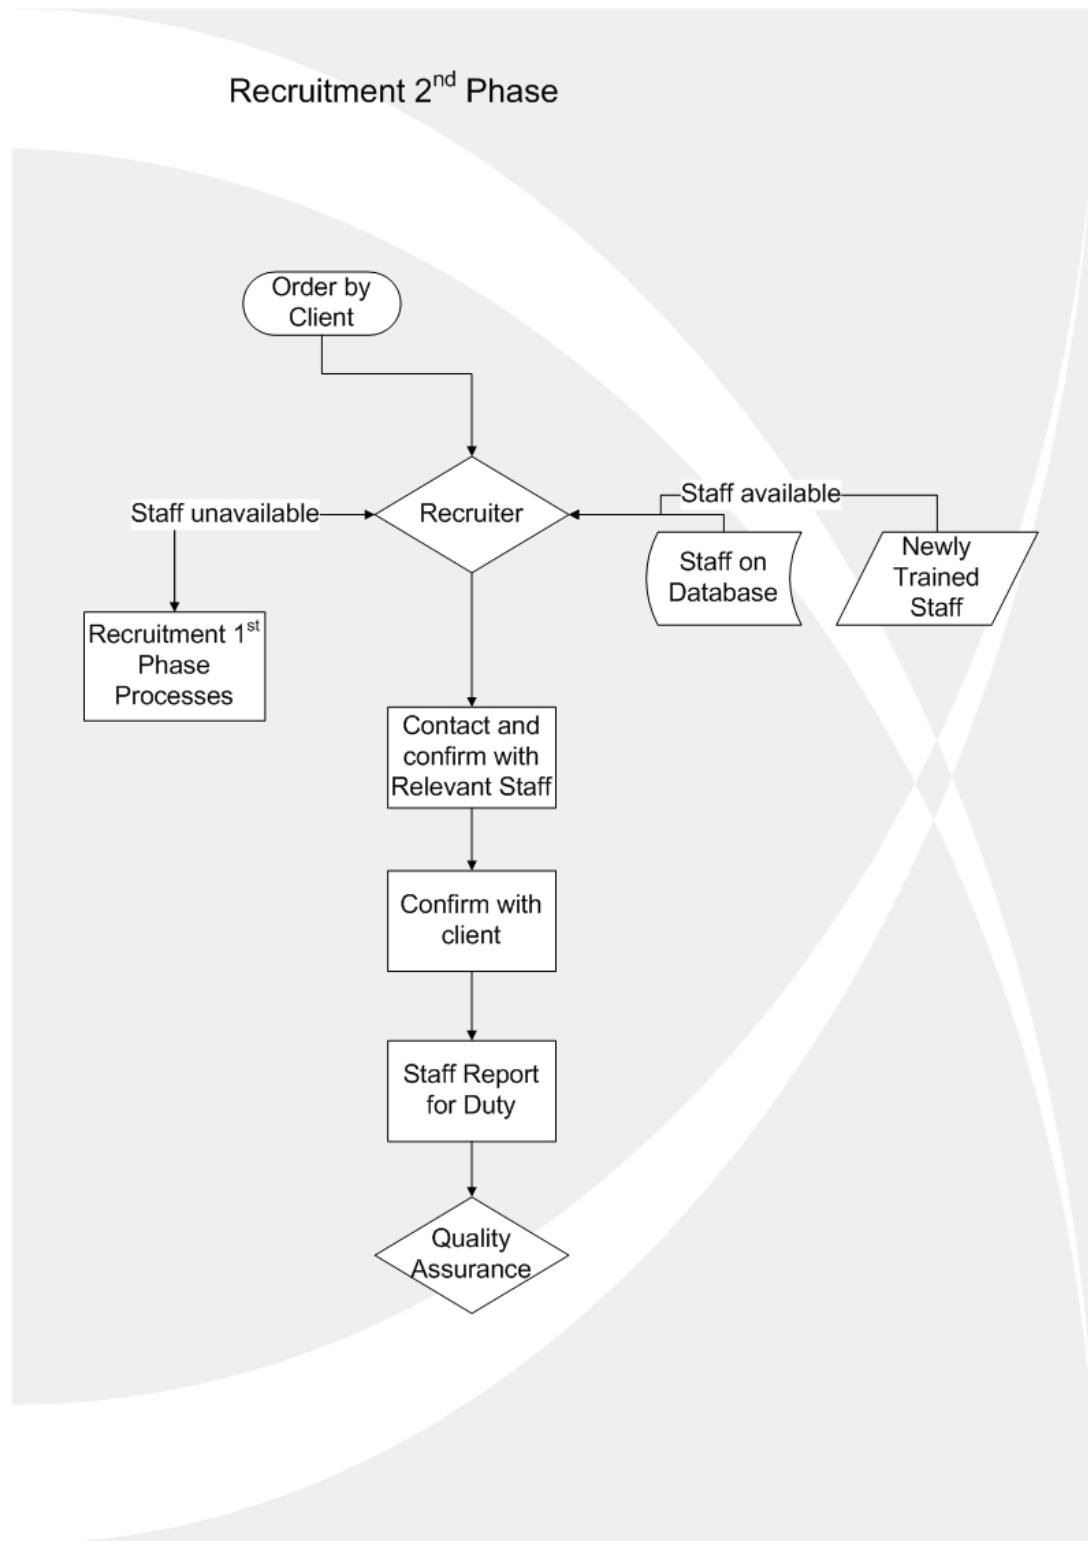 Recruitment 2nd Phase
Order by
Client
Staff unavailable
Recruiter
Staff available
Staff on
Database
Newly
Trained
Staff
Recruitment 1st
Phase
Processes
Contact and
confirm with
Relevant Staff
Confirm with
client
Staff Report
for Duty
Quality
Assurance